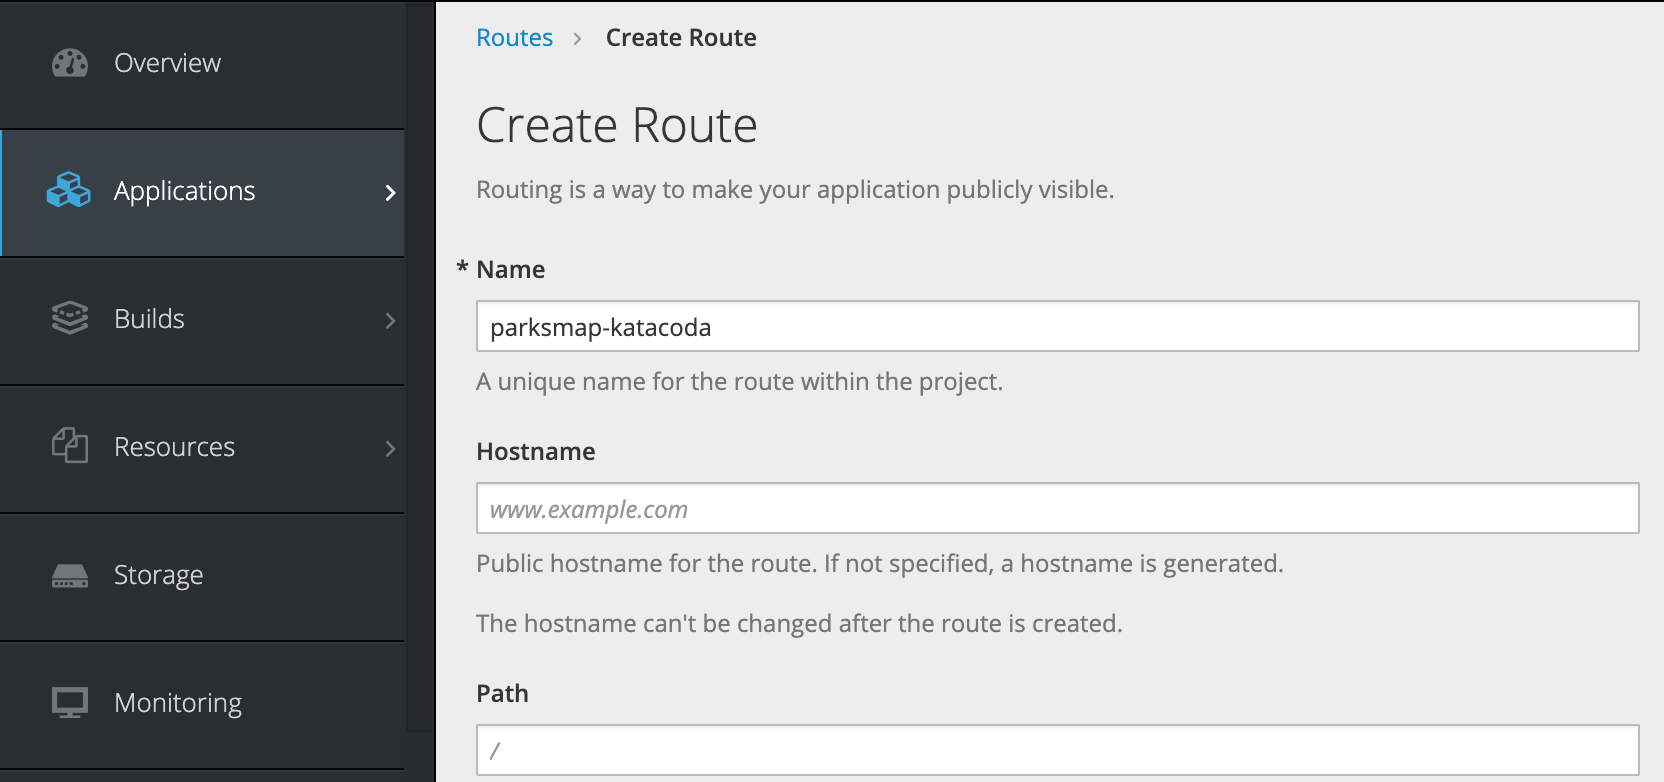 Overview
Applications
Builds
Resources
Storage
Monitoring
Routes > Create Route
Create Route
Routing is a way to make your application publicly visible.
* Name
parksmap-katacoda
A unique name for the route within the project.
Hostname
www.example.com
Public hostname for the route. If not specified, a hostname is generated.
The hostname can't be changed after the route is created.
Path
/